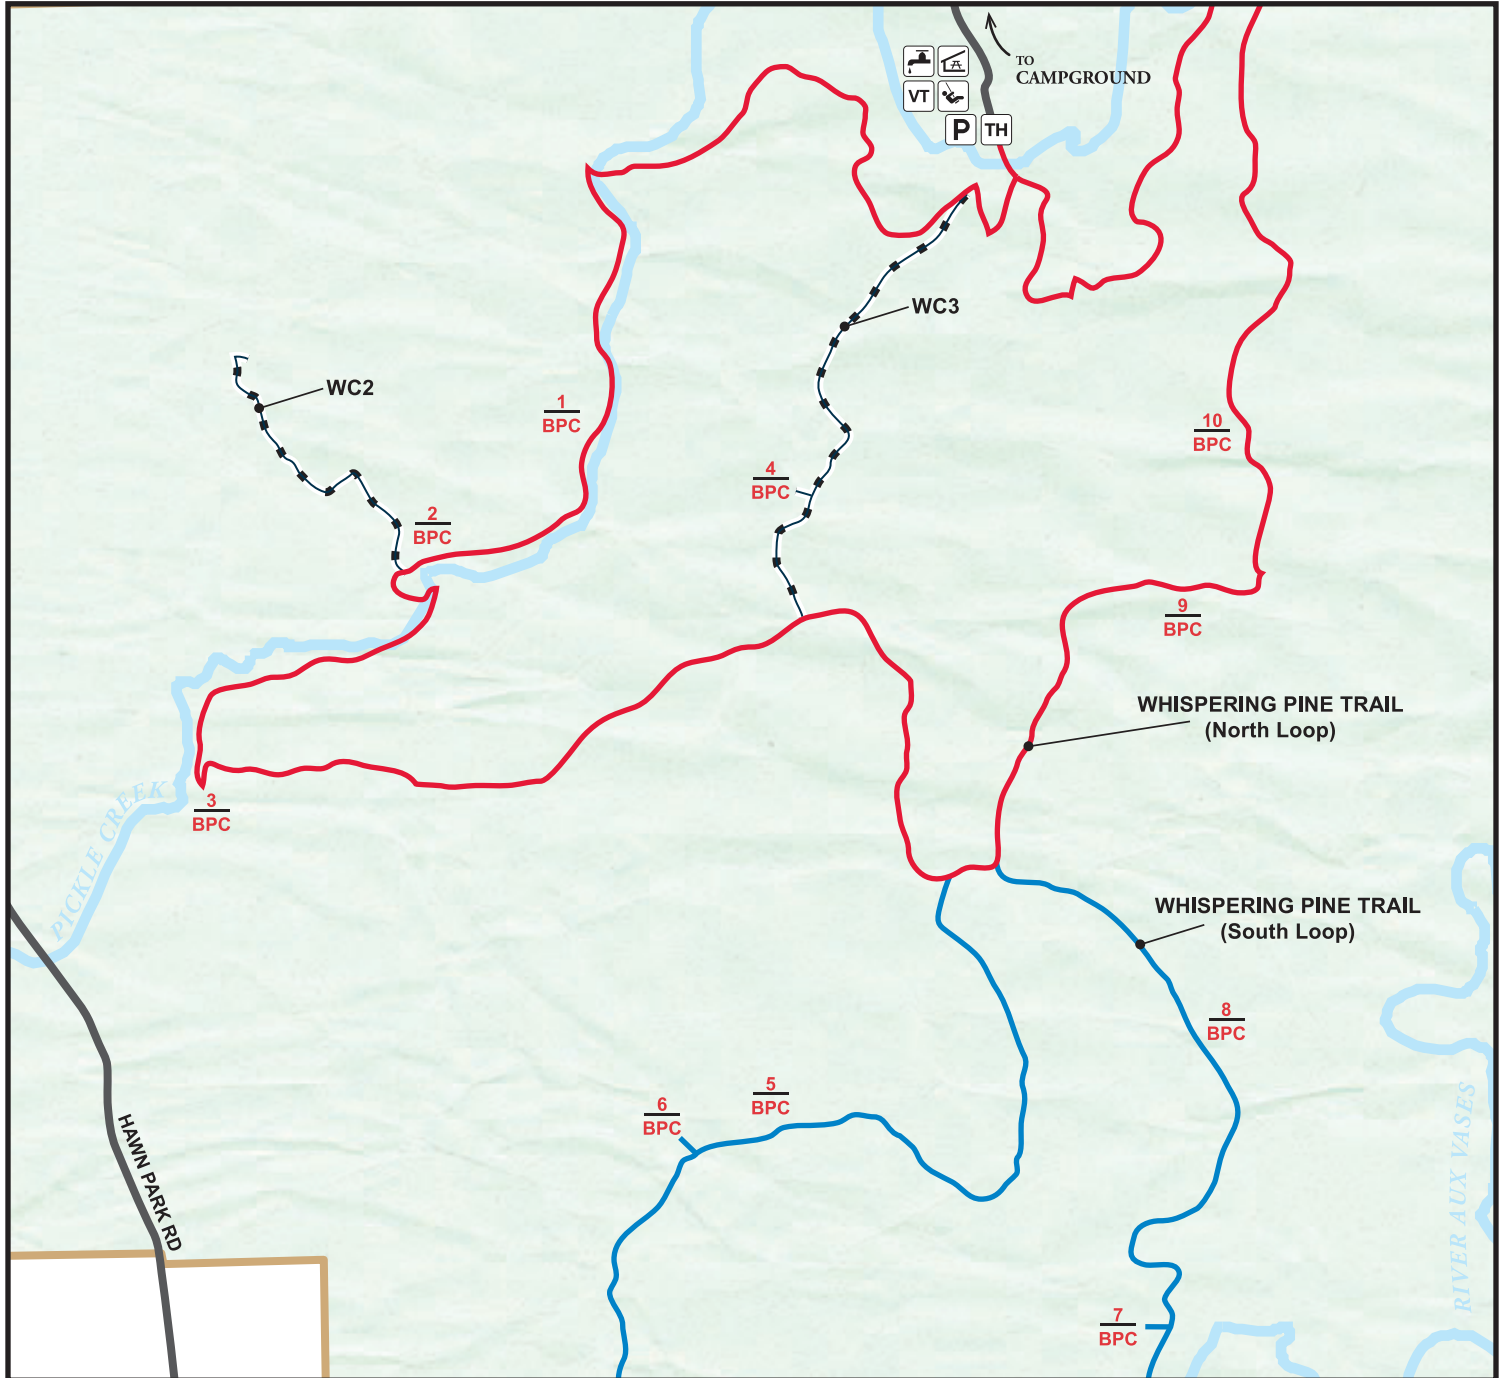 TO
CAMPGROUND
VT
P
TH
WC3
WC2
1
BPC
10
BPC
4
BPC
2
BPC
9
BPC
WHISPERING PINE TRAIL
(North Loop)
3
BPC
PICKLE CREEK
WHISPERING PINE TRAIL
(South Loop)
8
BPC
5
BPC
6
BPC
HAWN PARK RD
RIVER AUX VASES
7
BPC